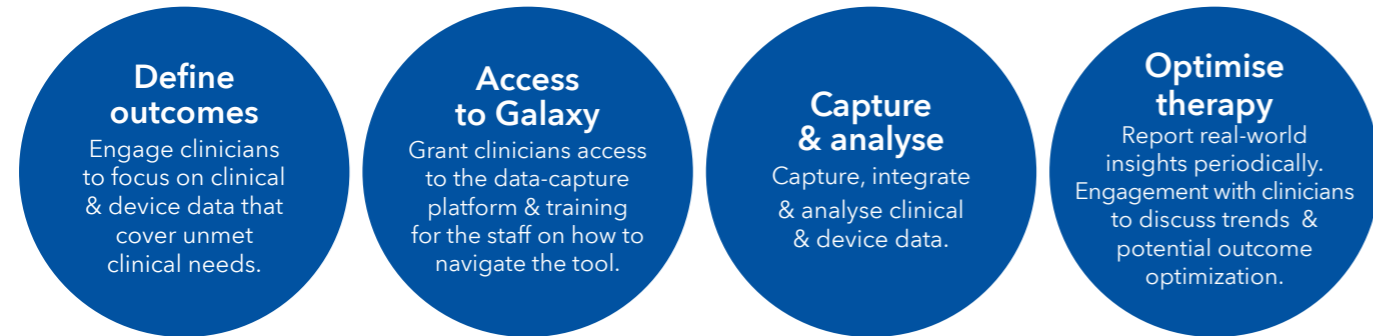 Define
outcomes
Engage clinicians
to focus on clinical
& device data that
cover unmet
clinical needs.
Access
to Galaxy
Grant clinicians access
to the data-capture
platform & training
for the staff on how to
navigate the tool.
Capture
& analyse
Capture, integrate
& analyse clinical
& device data.
Optimise
therapy
Report real-world
insights periodically.
Engagement with clinicians
to discuss trends &
potential outcome
optimization.